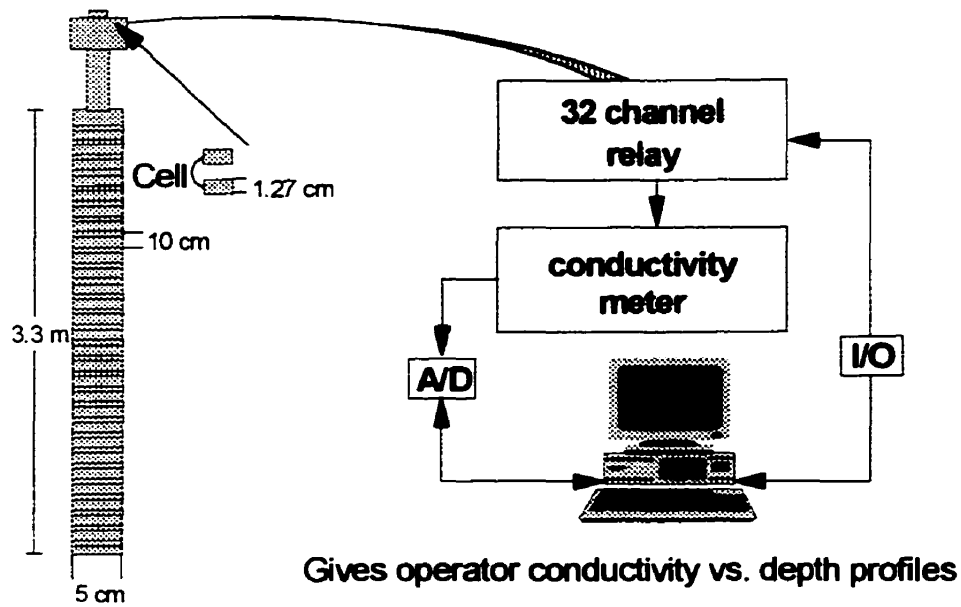 32 channel
relay
Cell
1.27 cm
10 cm
conductivity
meter
3.3 m
A/D
I/O
Gives operator conductivity vs. depth profiles
5 cm